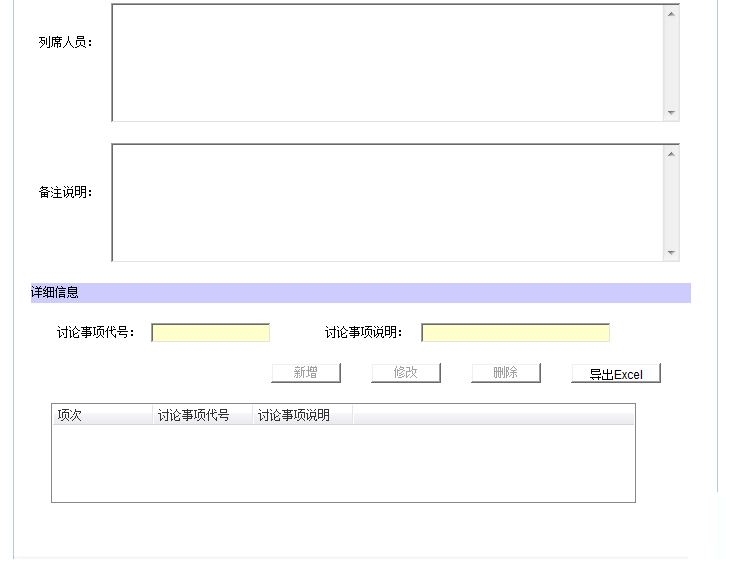 列席人员：
备注说明：
详细信息
讨论事项代号： 讨论事项说明：
新增 修改 删除 导出Excel
项次 讨论事项代号 讨论事项说明